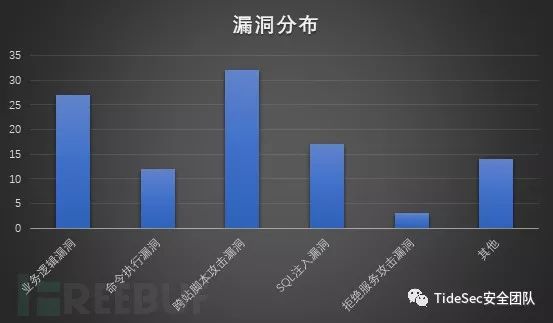 漏洞分布
35
30
25
20
15
10
5
0
业务逻辑漏洞
命令执行漏洞
跨站脚本攻击漏洞
SQL注入漏洞
拒绝服务攻击漏洞
其他
FREEBUF
TideSec安全团队